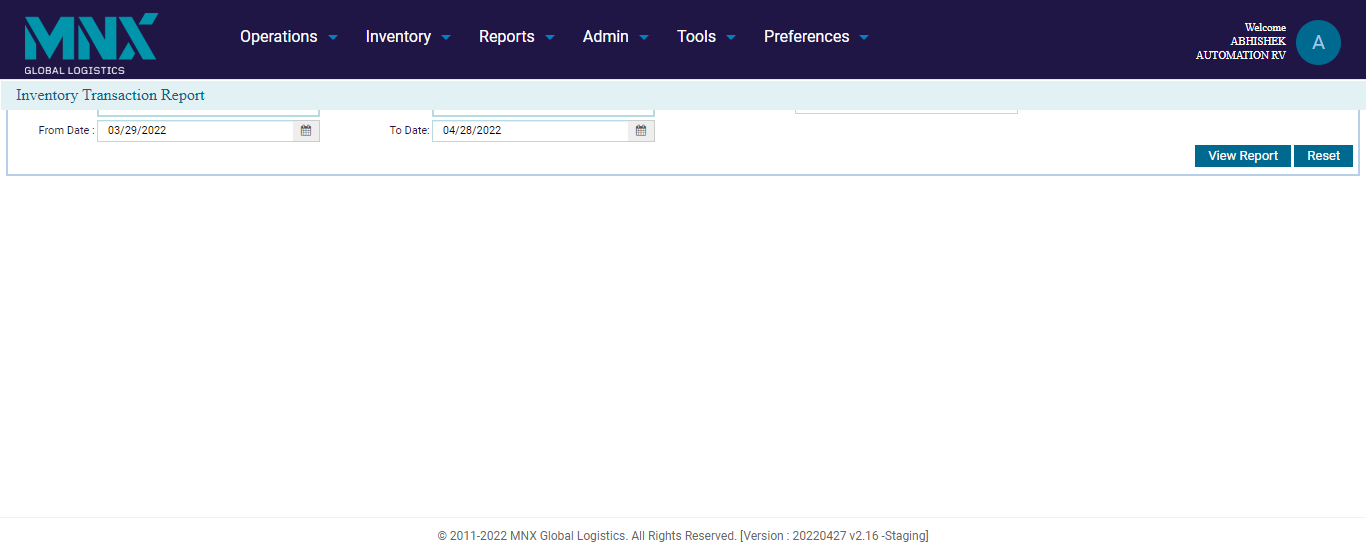 MNX
GLOBAL LOGISTICS
Operations Inventory Reports Admin Tools Preferences
Welcome
ABHISHEK
AUTOMATION RV
A
Inventory Transaction Report
From Date : 03/29/2022 To Date: 04/28/2022
View Report Reset
© 2011-2022 MNX Global Logistics. All Rights Reserved. [Version : 20220427 v2.16 -Staging]